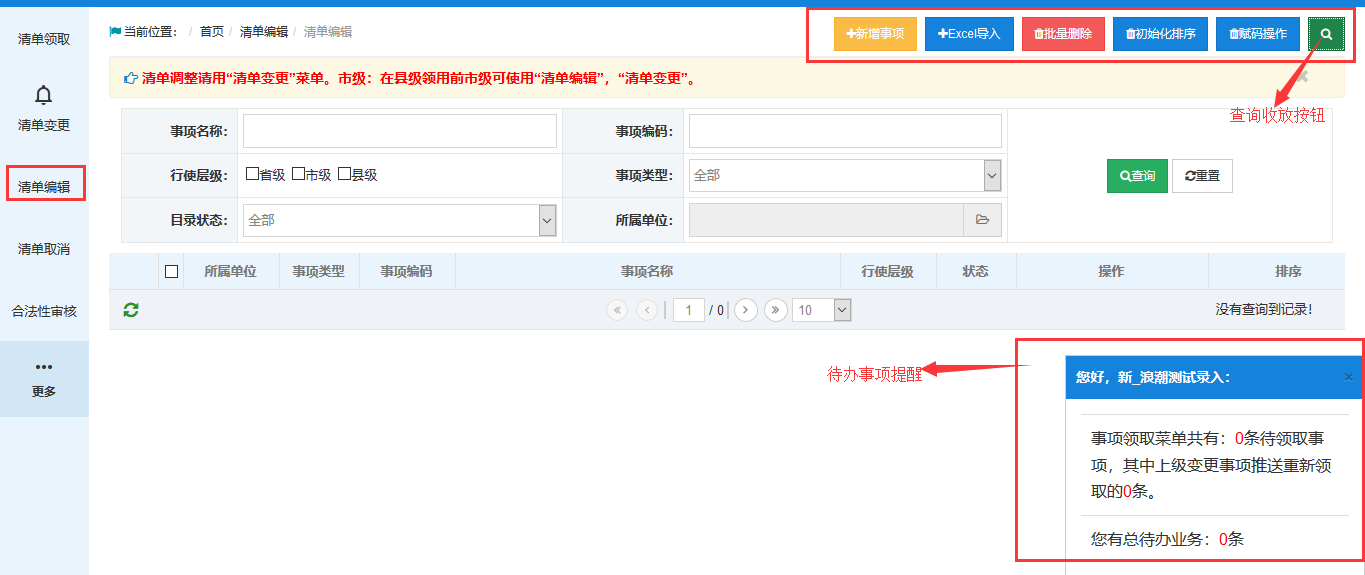 清单领取
清单变更
清单编辑
清单取消
合法性审核
更多
当前位置： / 首页 / 清单编辑 / 清单编辑
新增事项 Excel导入 批量删除 初始化排序 赋码操作
清单调整请用“清单变更”菜单。市级：在县级领用前市级可使用“清单编辑”，“清单变更”。
查询收放按钮
事项名称： 事项编码：
行使层级： 省级 市级 县级 事项类型： 全部
查询 重置
目录状态： 全部 所属单位：
所属单位 事项类型 事项编码 事项名称 行使层级 状态 操作 排序
1 / 0 10 没有查询到记录！
待办事项提醒
您好，新_浪潮测试录入： ×
事项领取菜单共有：0条待领取事
项，其中上级变更事项推送重新领
取的0条。
您有总待办业务：0条